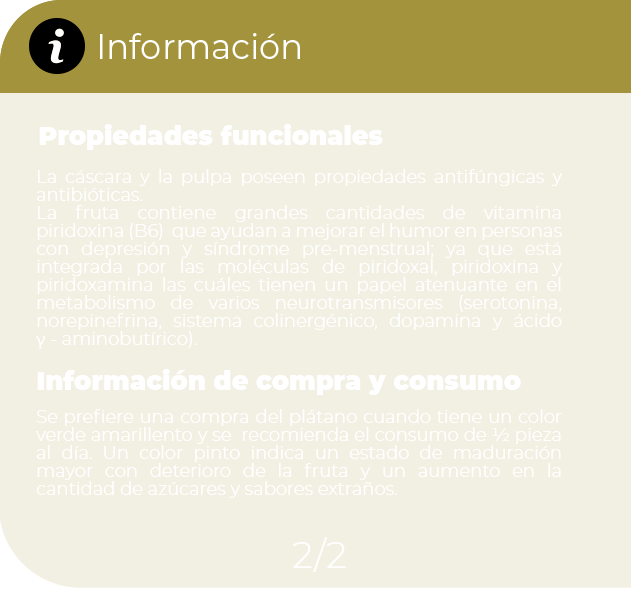 i Información
Propiedades funcionales
La cáscara y la pulpa poseen propiedades antifúngicas y
antibióticas.
La fruta contiene grandes cantidades de vitamina
piridoxina (B6) que ayudan a mejorar el humor en personas
con depresión y síndrome pre-menstrual; ya que está
integrada por las moléculas de piridoxal, piridoxina y
piridoxamina las cuáles tienen un papel atenuante en el
metabolismo de varios neurotransmisores (serotonina,
norepinefrina, sistema colinergénico, dopamina y ácido
γ - aminobutírico).
Información de compra y consumo
Se prefiere una compra del plátano cuando tiene un color
verde amarillento y se recomienda el consumo de ½ pieza
al día. Un color pinto indica un estado de maduración
mayor con deterioro de la fruta y un aumento en la
cantidad de azúcares y sabores extraños.
2/2